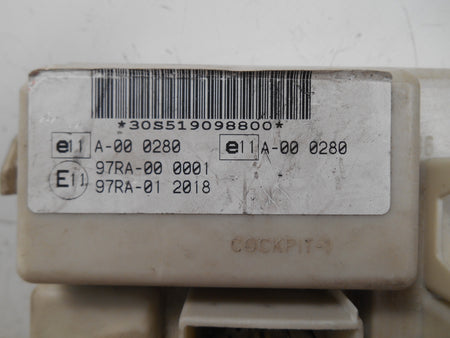 *30S519098800*
e11 A-00 0280 e11 A-00 0280
E11 97RA-00 0001
97RA-01 2018
COCKPIT-1